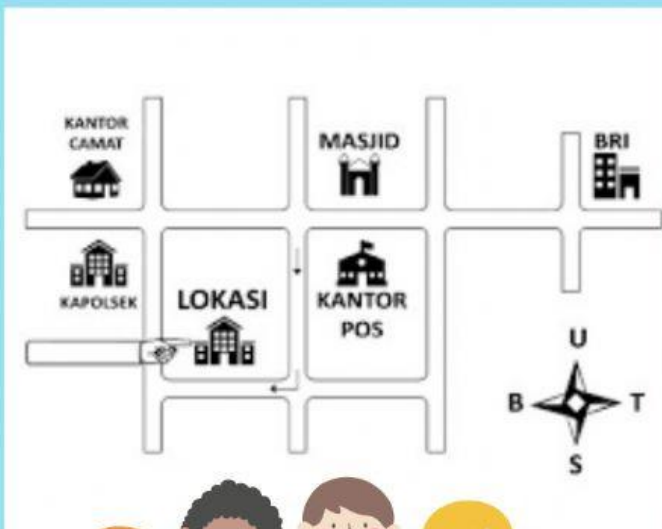 KANTOR
CAMAT
MASJID
BRI
KAPOLSEK
LOKASI
KANTOR
POS
U
B
T
S